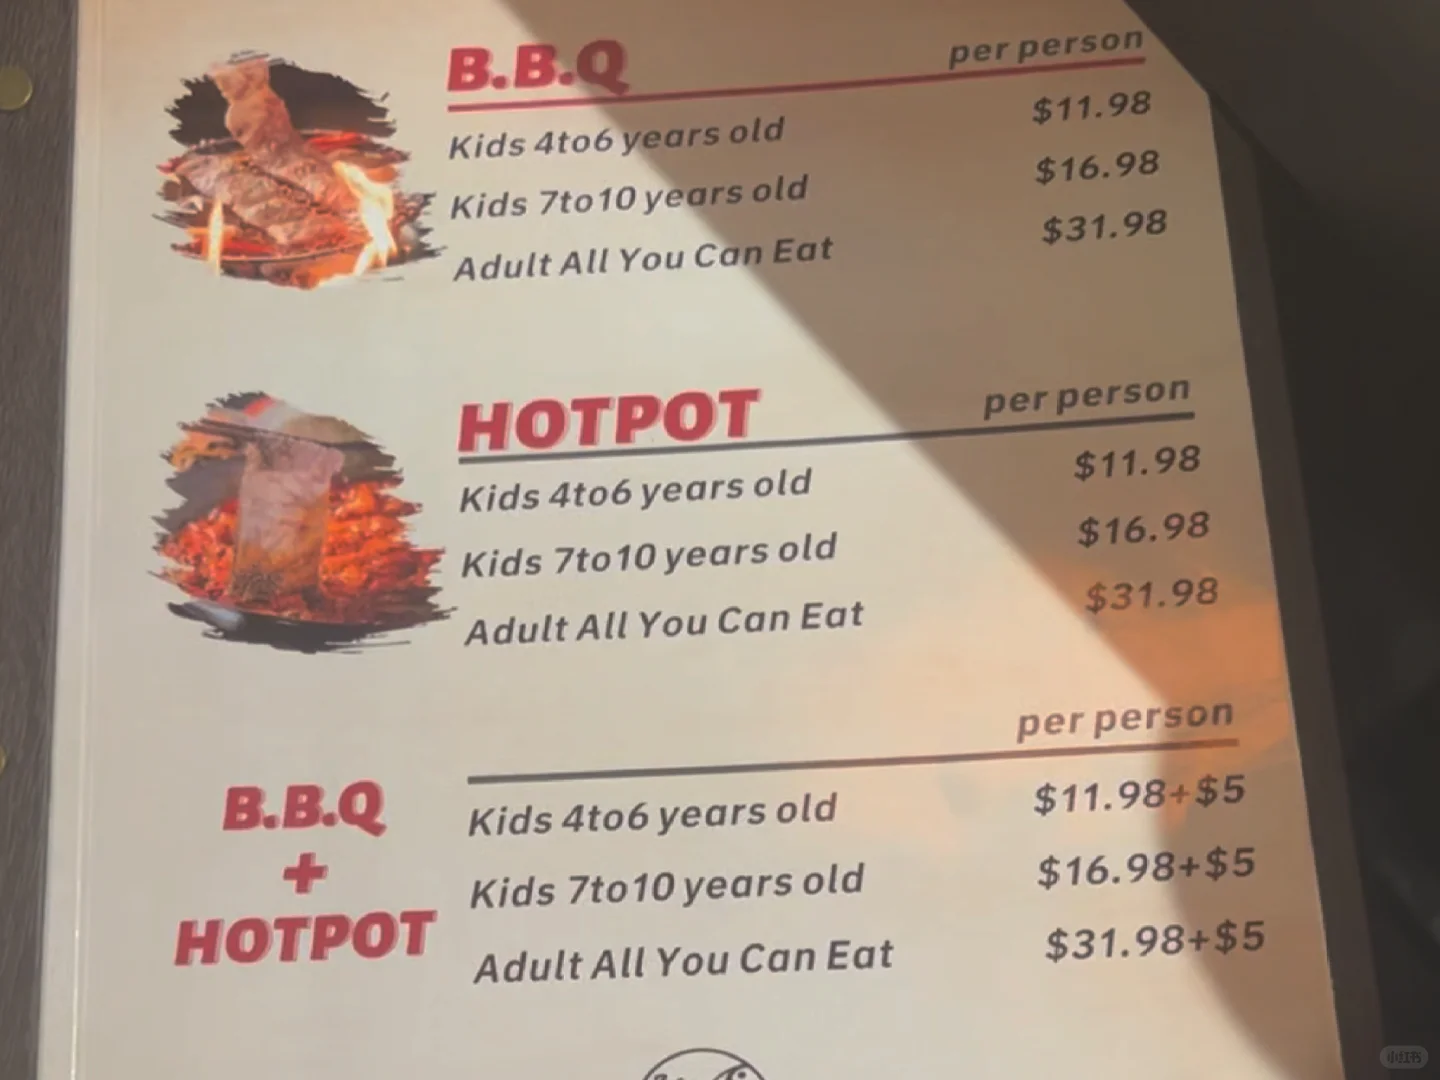 B.B.Q per person
Kids 4to6 years old $11.98
Kids 7to10 years old $16.98
Adult All You Can Eat $31.98
HOTPOT per person
Kids 4to6 years old $11.98
Kids 7to10 years old $16.98
Adult All You Can Eat $31.98
per person
B.B.Q
+
HOTPOT
Kids 4to6 years old $11.98+$5
Kids 7to10 years old $16.98+$5
Adult All You Can Eat $31.98+$5
小红书